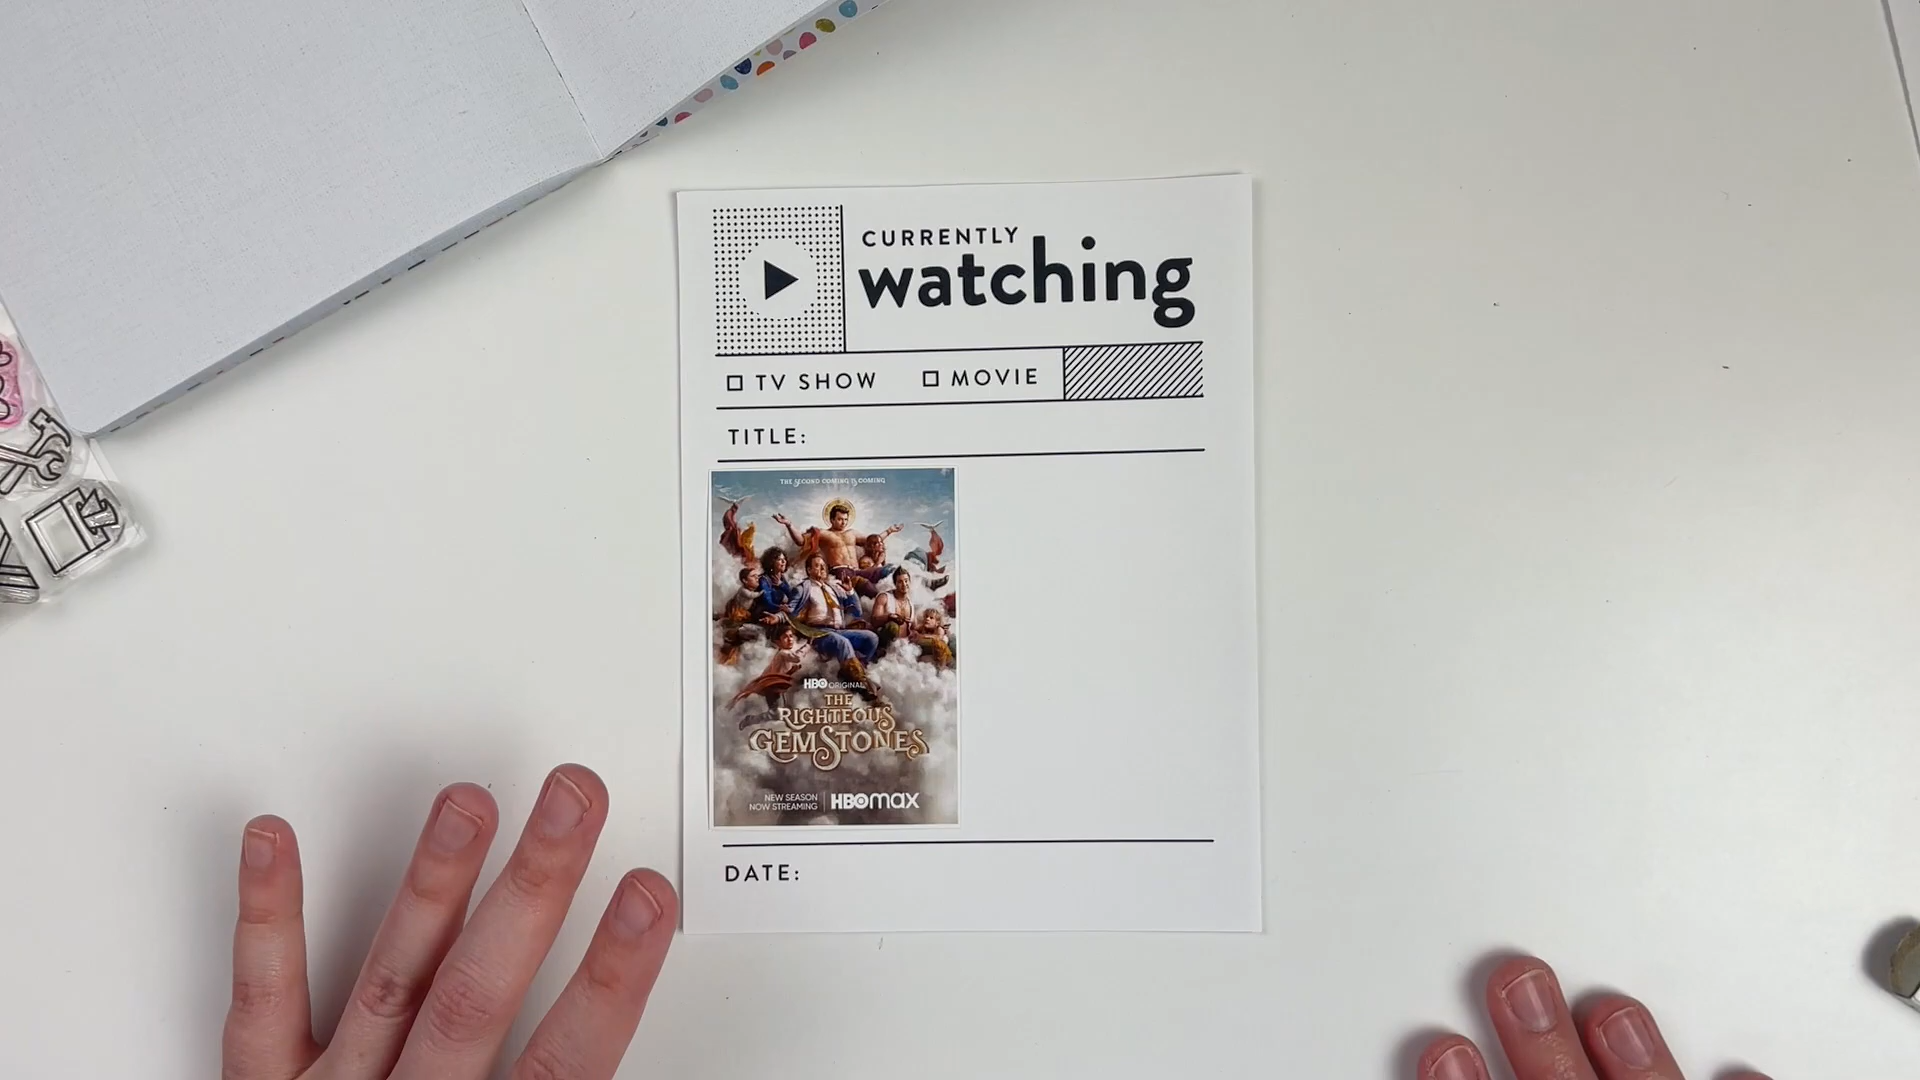 CURRENTLY
watching
TV SHOW MOVIE
TITLE:
THE SECOND COMING IS COMING
HBO ORIGINAL
THE
RIGHTEOUS
GEMSTONES
NEW SEASON
NOW STREAMING
HBOmax
DATE: